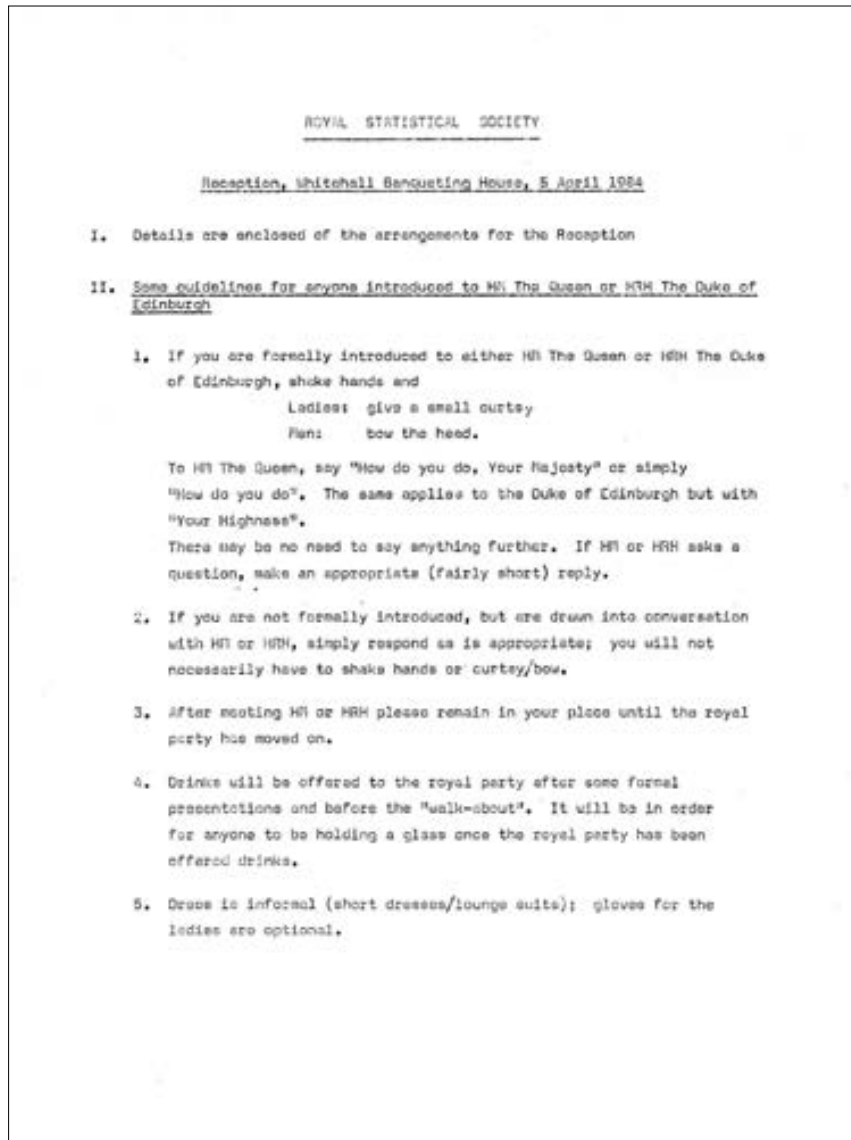 ROYAL STATISTICAL SOCIETY
Reception, Whitehall Banqueting House, 5 April 1984
I. Details are enclosed of the arrangements for the Reception
II. Some guidelines for anyone introduced to HM The Queen or HRH The Duke of
Edinburgh
1. If you are formally introduced to either HM The Queen or HRH The Duke
of Edinburgh, shake hands and
Ladies: give a small curtsy
Men: bow the head.
To HM The Queen, say "How do you do, Your Majesty" or simply
"How do you do". The same applies to the Duke of Edinburgh but with
"Your Highness".
There may be no need to say anything further. If HM or HRH asks a
question, make an appropriate (fairly short) reply.
2. If you are not formally introduced, but are drawn into conversation
with HM or HRH, simply respond as is appropriate; you will not
necessarily have to shake hands or curtsy/bow.
3. After meeting HM or HRH please remain in your place until the royal
party has moved on.
4. Drinks will be offered to the royal party after some formal
presentations and before the "walk-about". It will be in order
for anyone to be holding a glass once the royal party has been
offered drinks.
5. Dress is informal (short dresses/lounge suits); gloves for the
ladies are optional.